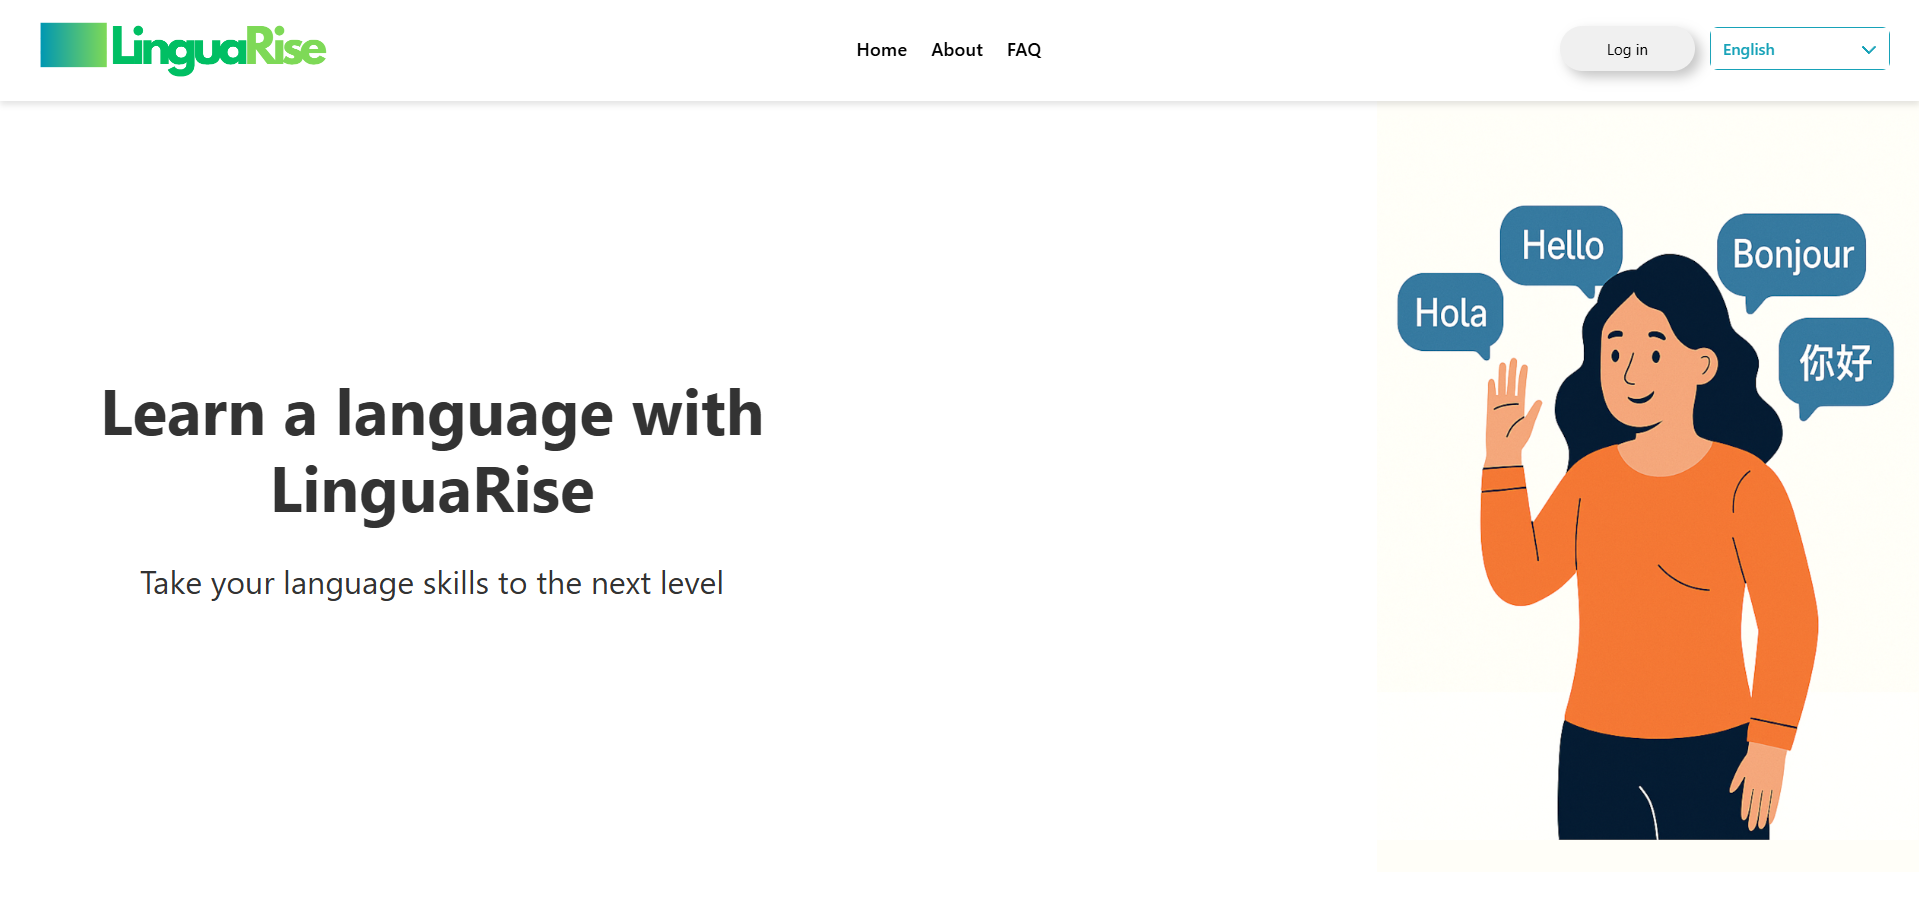 LinguaRise
Home About FAQ
Log in
English
Hello
Bonjour
Hola
你好
Learn a language with
LinguaRise
Take your language skills to the next level